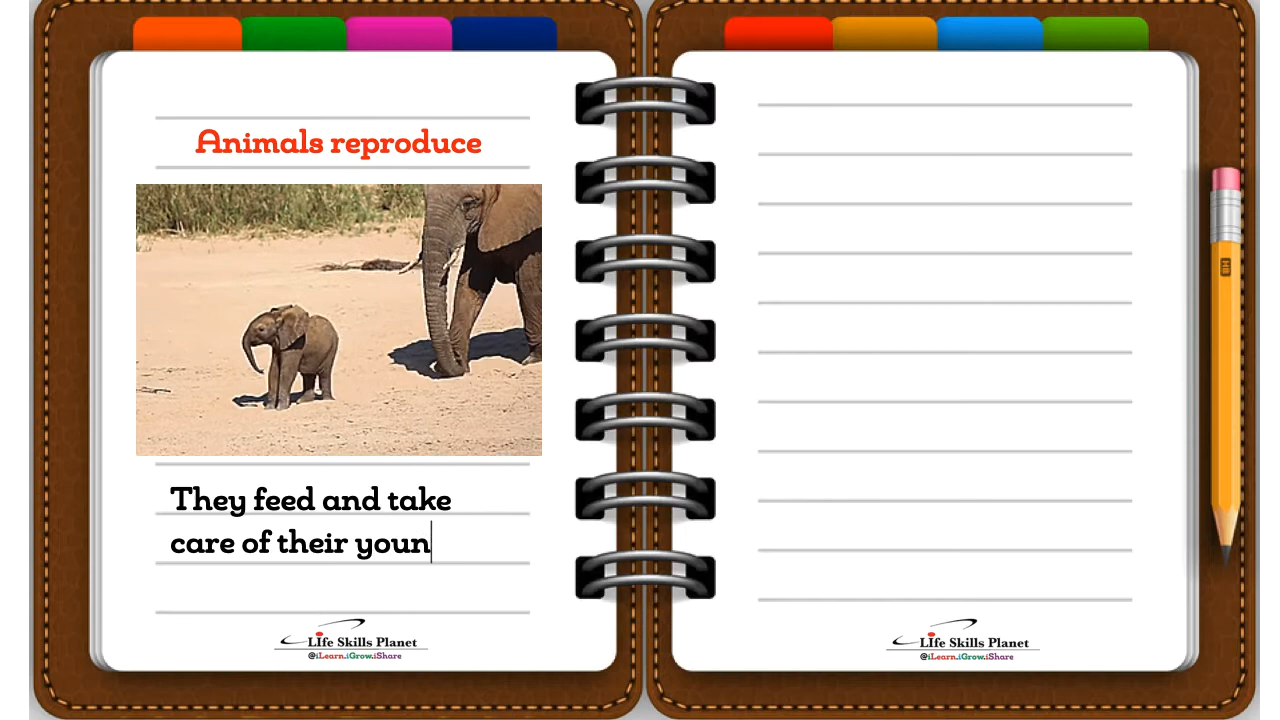 Animals reproduce
They feed and take
care of their youn
LIfe Skills Planet
@iLearn.iGrow.iShare
LIfe Skills Planet
@iLearn.iGrow.iShare
HB